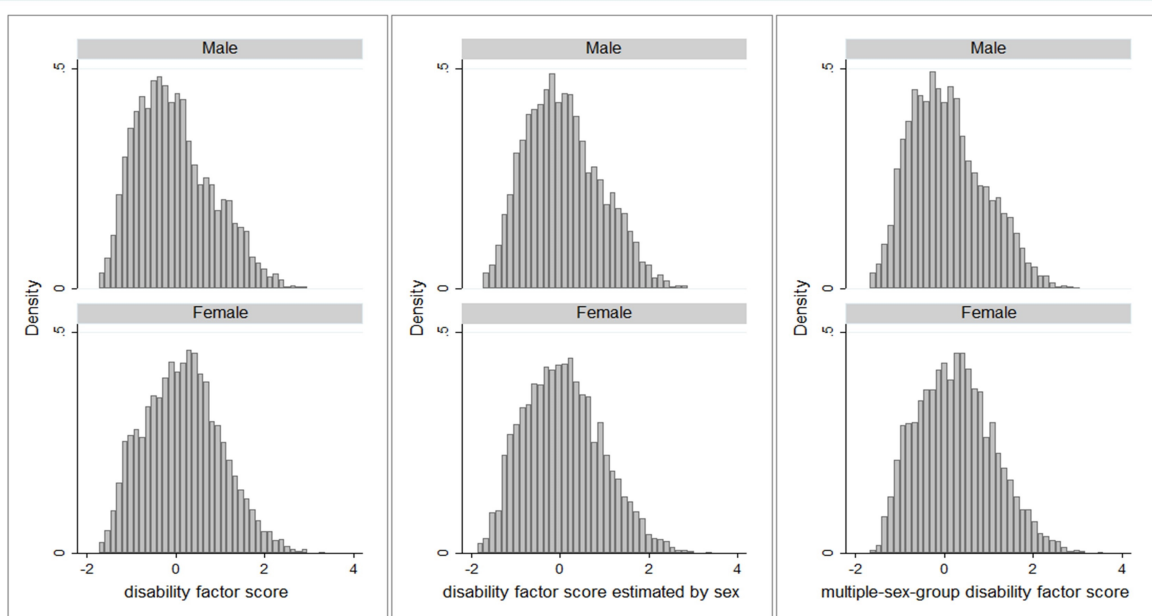 Male
.5
0
Density
Female
.5
0
-2 0 2 4
disability factor score
Male
.5
0
Density
Female
.5
0
-2 0 2 4
disability factor score estimated by sex
Male
.5
0
Density
Female
.5
0
-2 0 2 4
multiple-sex-group disability factor score